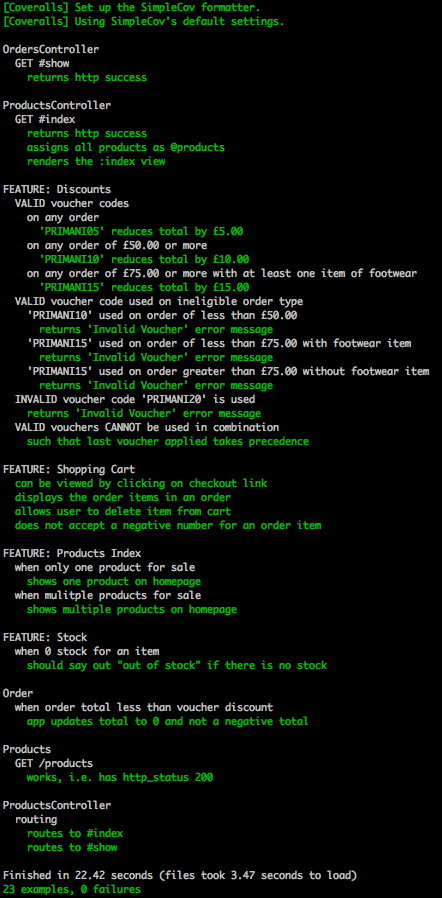 [Coveralls] Set up the SimpleCov formatter.
[Coveralls] Using SimpleCov's default settings.
OrdersController
GET #show
returns http success
ProductsController
GET #index
returns http success
assigns all products as @products
renders the :index view
FEATURE: Discounts
VALID voucher codes
on any order
'PRIMANI05' reduces total by £5.00
on any order of £50.00 or more
'PRIMANI10' reduces total by £10.00
on any order of £75.00 or more with at least one item of footwear
'PRIMANI15' reduces total by £15.00
VALID voucher code used on ineligible order type
'PRIMANI10' used on order of less than £50.00
returns 'Invalid Voucher' error message
'PRIMANI15' used on order of less than £75.00 with footwear item
returns 'Invalid Voucher' error message
'PRIMANI15' used on order greater than £75.00 without footwear item
returns 'Invalid Voucher' error message
INVALID voucher code 'PRIMANI20' is used
returns 'Invalid Voucher' error message
VALID vouchers CANNOT be used in combination
such that last voucher applied takes precedence
FEATURE: Shopping Cart
can be viewed by clicking on checkout link
displays the order items in an order
allows user to delete item from cart
does not accept a negative number for an order item
FEATURE: Products Index
when only one product for sale
shows one product on homepage
when mulitple products for sale
shows multiple products on homepage
FEATURE: Stock
when 0 stock for an item
should say out "out of stock" if there is no stock
Order
when order total less than voucher discount
app updates total to 0 and not a negative total
Products
GET /products
works, i.e. has http_status 200
ProductsController
routing
routes to #index
routes to #show
Finished in 22.42 seconds (files took 3.47 seconds to load)
23 examples, 0 failures